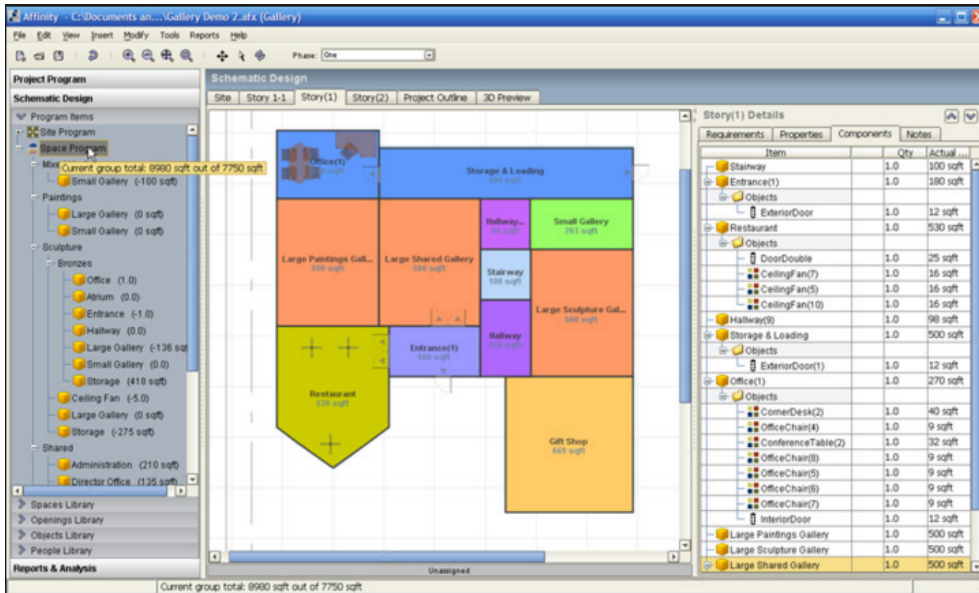 Affinity - C:\Documents an...\Gallery Demo 2.afx (Gallery)
File Edit View Insert Modify Tools Reports Help
Phase: One
Project Program
Schematic Design
Program Items
Site Program
Space Program
Current group total: 8980 sqft out of 7750 sqft
Small Gallery (-100 sqft)
Paintings
Large Gallery (0 sqft)
Small Gallery (0 sqft)
Sculpture
Bronzes
Office (1.0)
Atrium (0.0)
Entrance (-1.0)
Hallway (0.0)
Large Gallery (-136 sqf
Small Gallery (0.0)
Storage (418 sqft)
Ceiling Fan (-5.0)
Large Gallery (0 sqft)
Storage (-275 sqft)
Shared
Administration (210 sqft)
Director Office (135 sqft)
Spaces Library
Openings Library
Objects Library
People Library
Reports & Analysis
Schematic Design
Site Story 1-1 Story(1) Story(2) Project Outline 3D Preview
Office(1)
Storage & Loading
500 sqft
Large Paintings Gall...
500 sqft
Large Shared Gallery
500 sqft
Hallway...
98 sqft
Small Gallery
203 sqft
Stairway
100 sqft
Large Sculpture Gal...
500 sqft
Hallway
Entrance(1)
180 sqft
Restaurant
530 sqft
Gift Shop
669 sqft
Unassigned
Story(1) Details
Requirements Properties Components Notes
Item Qty Actual ...
Stairway 1.0 100 sqft
Entrance(1) 1.0 180 sqft
Objects
ExteriorDoor 1.0 12 sqft
Restaurant 1.0 530 sqft
Objects
DoorDouble 1.0 25 sqft
CeilingFan(7) 1.0 16 sqft
CeilingFan(5) 1.0 16 sqft
CeilingFan(10) 1.0 16 sqft
Hallway(9) 1.0 98 sqft
Storage & Loading 1.0 500 sqft
Objects
ExteriorDoor(1) 1.0 12 sqft
Office(1) 1.0 270 sqft
Objects
CornerDesk(2) 1.0 40 sqft
OfficeChair(4) 1.0 9 sqft
ConferenceTable(2) 1.0 32 sqft
OfficeChair(8) 1.0 9 sqft
OfficeChair(5) 1.0 9 sqft
OfficeChair(6) 1.0 9 sqft
OfficeChair(7) 1.0 9 sqft
InteriorDoor 1.0 12 sqft
Large Paintings Gallery 1.0 500 sqft
Large Sculpture Gallery 1.0 500 sqft
Large Shared Gallery 1.0 500 sqft
Current group total: 8980 sqft out of 7750 sqft